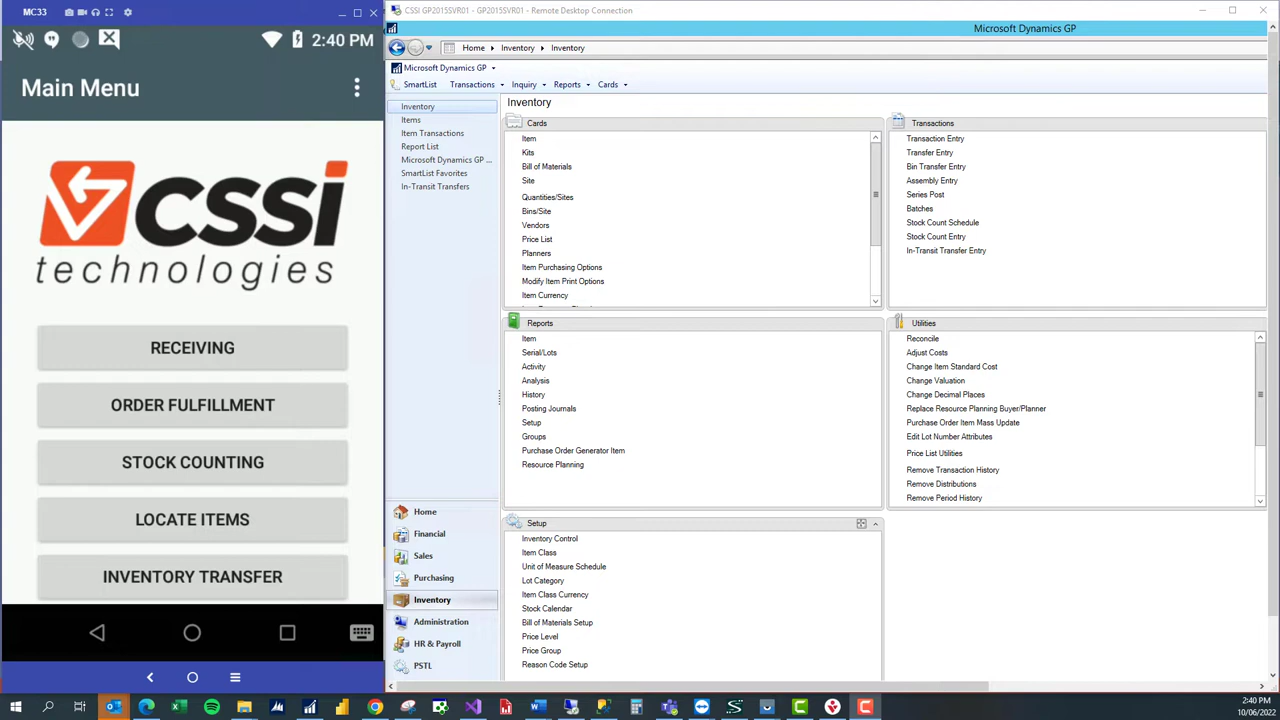 MC33
2:40 PM
Main Menu
CSSI
technologies
RECEIVING
ORDER FULFILLMENT
STOCK COUNTING
LOCATE ITEMS
INVENTORY TRANSFER
CSSI GP2015SVR01 - GP2015SVR01 - Remote Desktop Connection
Microsoft Dynamics GP
Home Inventory Inventory
Microsoft Dynamics GP
SmartList Transactions Inquiry Reports Cards
Inventory
Items
Item Transactions
Report List
Microsoft Dynamics GP ...
SmartList Favorites
In-Transit Transfers
Home
Financial
Sales
Purchasing
Inventory
Administration
HR & Payroll
PSTL
Inventory
Cards
Item
Kits
Bill of Materials
Site
Quantities/Sites
Bins/Site
Vendors
Price List
Planners
Item Purchasing Options
Modify Item Print Options
Item Currency
Transactions
Transaction Entry
Transfer Entry
Bin Transfer Entry
Assembly Entry
Series Post
Batches
Stock Count Schedule
Stock Count Entry
In-Transit Transfer Entry
Reports
Item
Serial/Lots
Activity
Analysis
History
Posting Journals
Setup
Groups
Purchase Order Generator Item
Resource Planning
Utilities
Reconcile
Adjust Costs
Change Item Standard Cost
Change Valuation
Change Decimal Places
Replace Resource Planning Buyer/Planner
Purchase Order Item Mass Update
Edit Lot Number Attributes
Price List Utilities
Remove Transaction History
Remove Distributions
Remove Period History
Setup
Inventory Control
Item Class
Unit of Measure Schedule
Lot Category
Item Class Currency
Stock Calendar
Bill of Materials Setup
Price Level
Price Group
Reason Code Setup
2:40 PM
10/06/2022